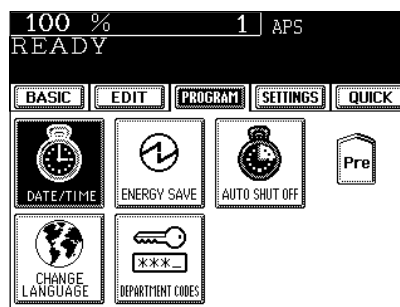 100 % 1 APS
READY
BASIC EDIT PROGRAM SETTINGS QUICK
DATE/TIME ENERGY SAVE AUTO SHUT OFF Pre
CHANGE
LANGUAGE
***_
DEPARTMENT CODES